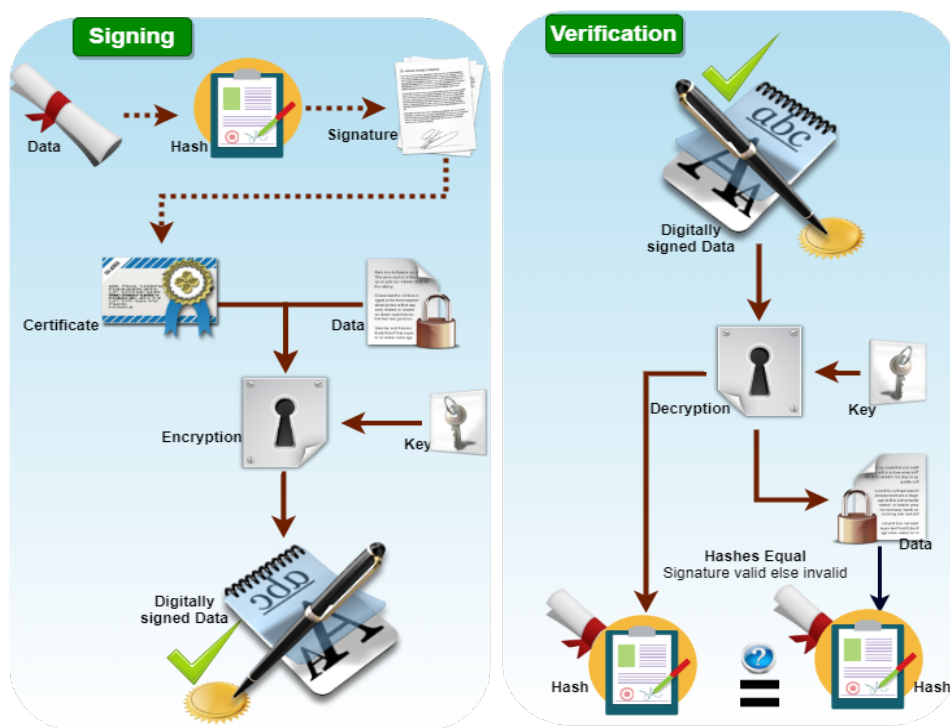 Signing
Data
Hash
Signature
Certificate
Data
Encryption
Key
Digitally
signed Data
Verification
abc
Digitally
signed Data
Decryption
Key
Data
Hashes Equal
Signature valid else invalid
Hash
?
Hash